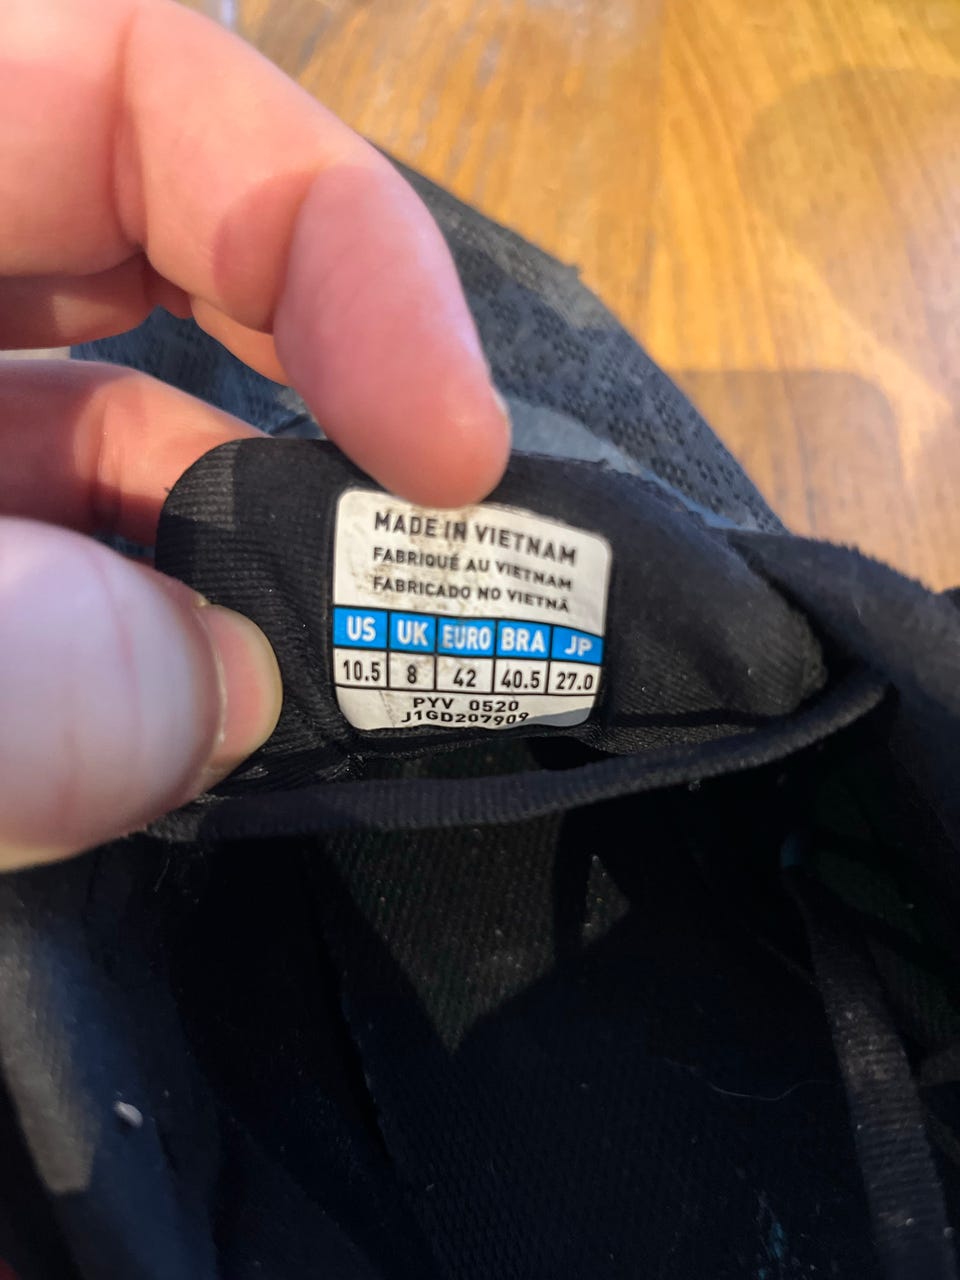 MADE IN VIETNAM
FABRIQUÉ AU VIETNAM
FABRICADO NO VIETNÃ
US UK EURO BRA JP
10.5 8 42 40.5 27.0
PYV 0520
J1GD207909